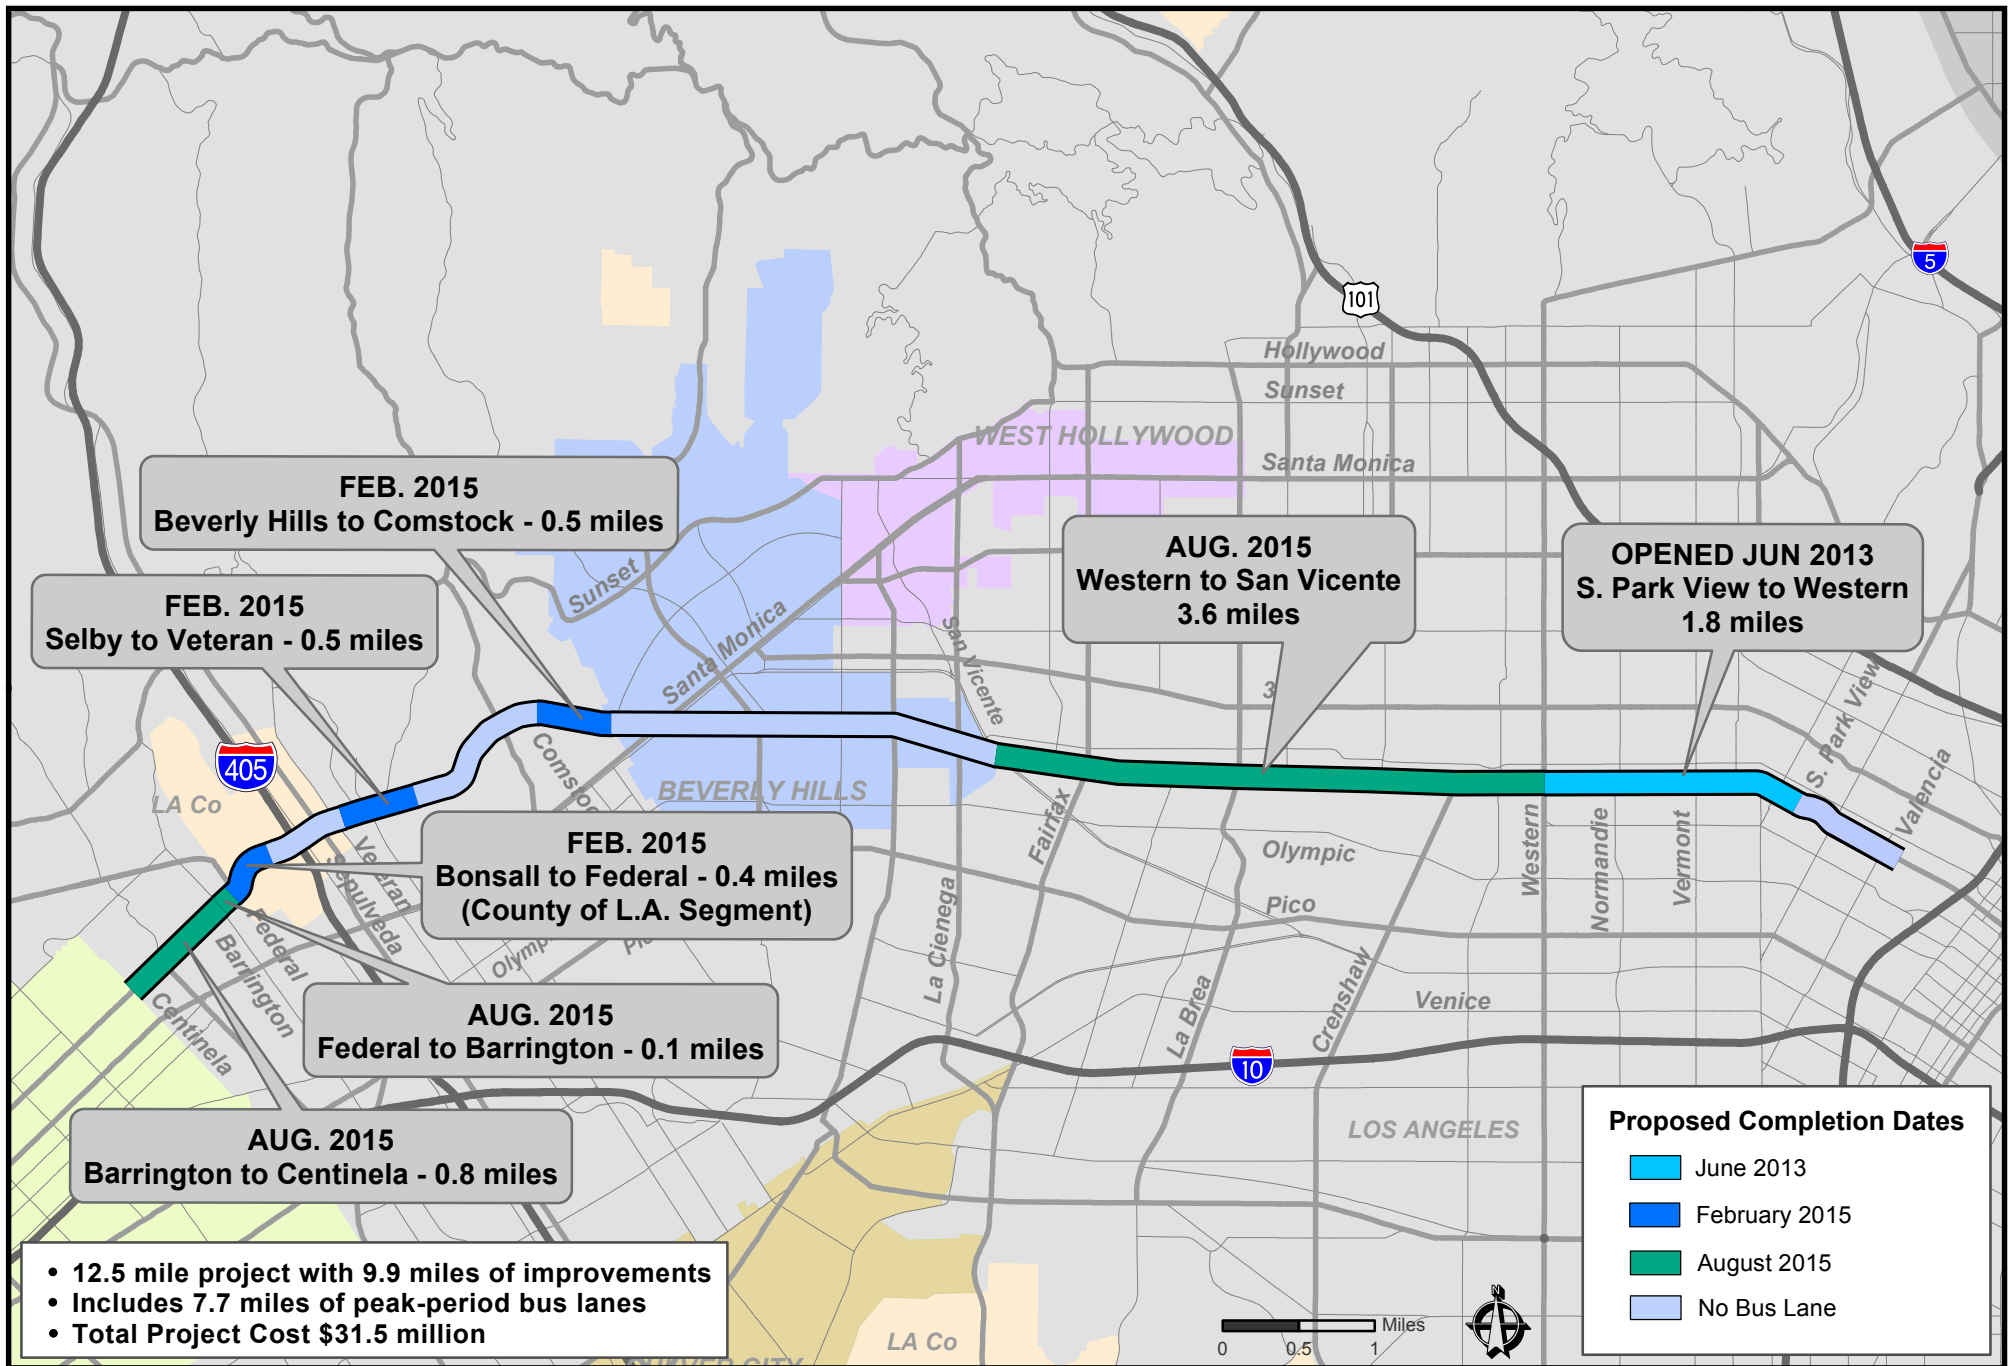 5
101
Hollywood
Sunset
WEST HOLLYWOOD
Santa Monica
FEB. 2015
Beverly Hills to Comstock - 0.5 miles
AUG. 2015
Western to San Vicente
3.6 miles
OPENED JUN 2013
S. Park View to Western
1.8 miles
FEB. 2015
Selby to Veteran - 0.5 miles
Sunset
Santa Monica
San Vicente
3
S. Park View
405
LA Co
BEVERLY HILLS
Valencia
FEB. 2015
Bonsall to Federal - 0.4 miles
(County of L.A. Segment)
Veteran
Sepulveda
Federal
Barrington
Centinela
Fairfax
Olympic
Western
Normandie
Vermont
Pico
La Cienega
La Brea
Crenshaw
Venice
AUG. 2015
Federal to Barrington - 0.1 miles
10
AUG. 2015
Barrington to Centinela - 0.8 miles
LOS ANGELES
Proposed Completion Dates
June 2013
February 2015
August 2015
No Bus Lane
• 12.5 mile project with 9.9 miles of improvements
• Includes 7.7 miles of peak-period bus lanes
• Total Project Cost $31.5 million
LA Co
Miles
0 0.5 1
N